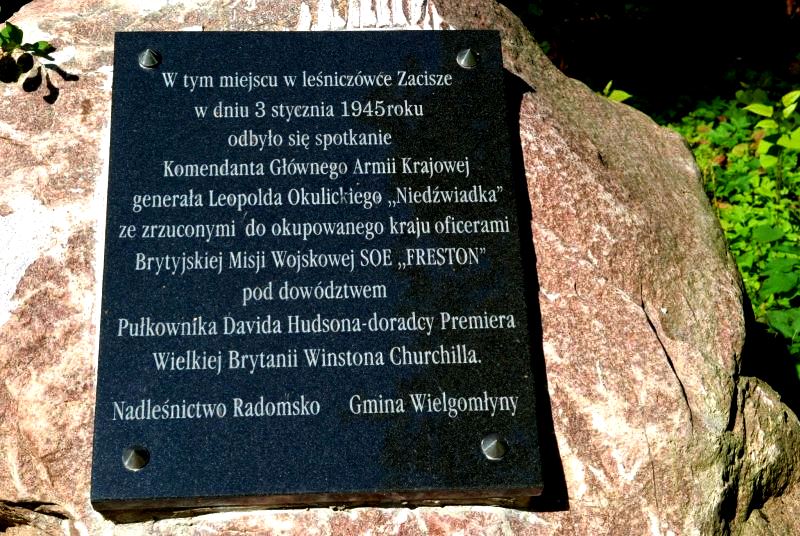 W tym miejscu w leśniczówce Zacisze
w dniu 3 stycznia 1945roku
odbyło się spotkanie
Komendanta Głównego Armii Krajowej
generała Leopolda Okulickiego „Niedźwiadka”
ze zrzuconymi do okupowanego kraju oficerami
Brytyjskiej Misji Wojskowej SOE „FRESTON”
pod dowództwem
Pułkownika Davida Hudsona-doradcy Premiera
Wielkiej Brytanii Winstona Churchilla.
Nadleśnictwo Radomsko Gmina Wielgomłyny